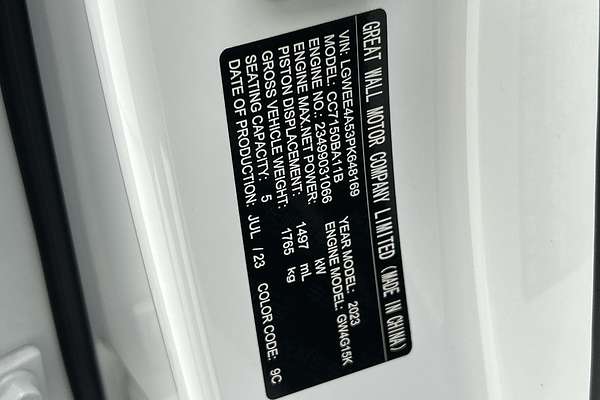 GREAT WALL MOTOR COMPANY LIMITED (MADE IN CHINA)
VIN: LGWEE4A53PK648169
MODEL: CC7150BA11B YEAR MODEL: 2023
ENGINE NO.: 23499031066 ENGINE MODEL: GW4G15K
ENGINE MAX.NET POWER: kW
PISTON DISPLACEMENT: 1497 mL
GROSS VEHICLE WEIGHT: 1765 kg
SEATING CAPACITY: 5
DATE OF PRODUCTION: JUL / 23 COLOR CODE: 9C